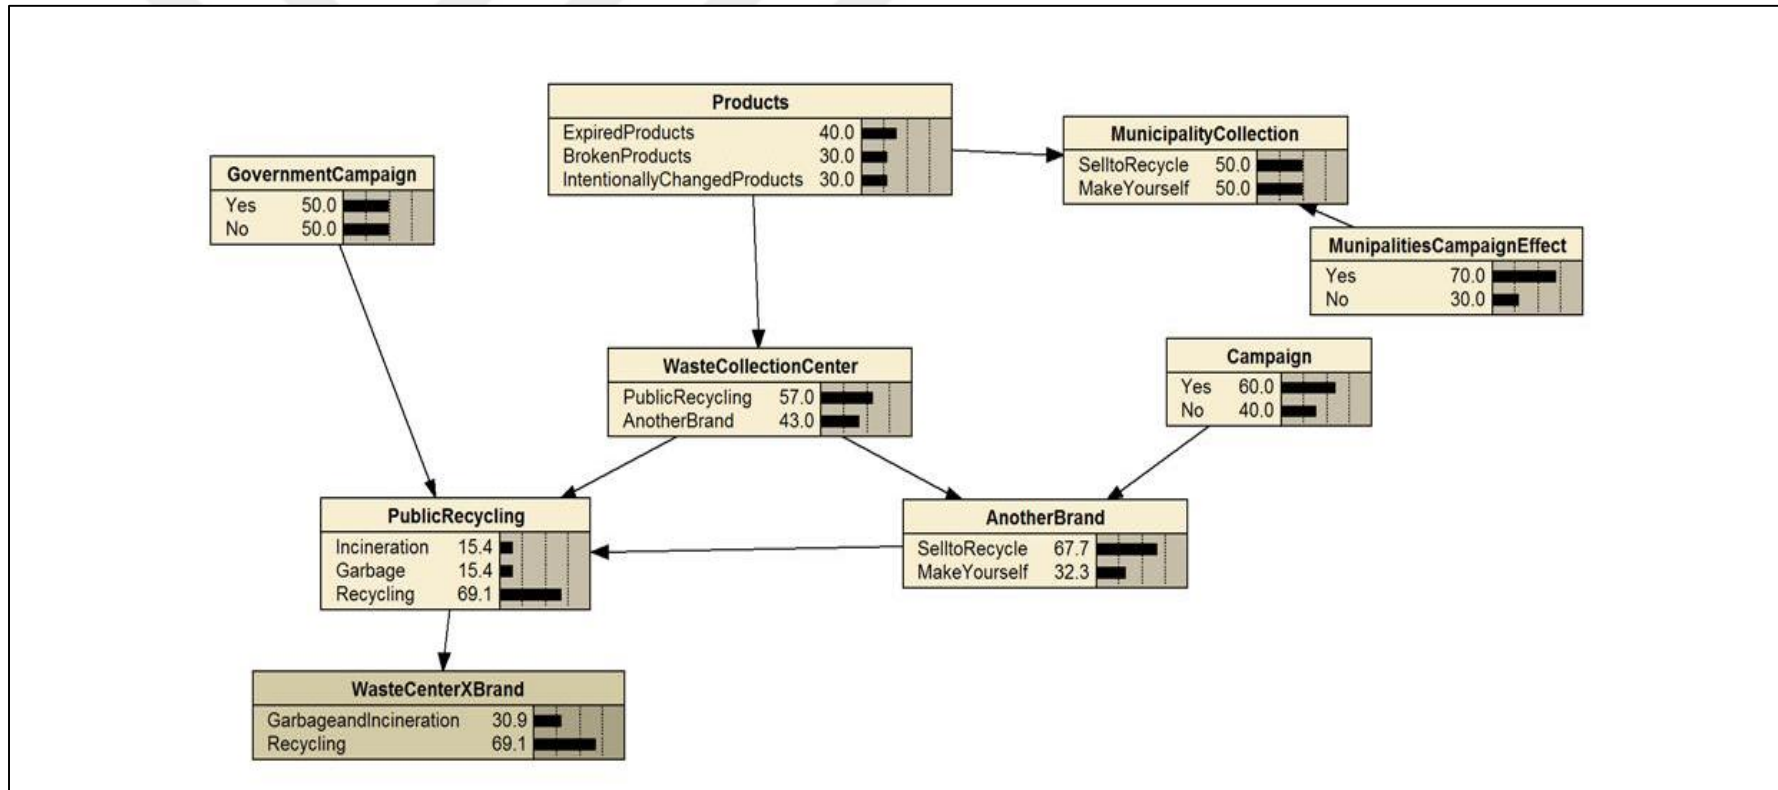 Products
ExpiredProducts 40.0
BrokenProducts 30.0
IntentionallyChangedProducts 30.0
MunicipalityCollection
SelltoRecycle 50.0
MakeYourself 50.0
GovernmentCampaign
Yes 50.0
No 50.0
MunipalitiesCampaignEffect
Yes 70.0
No 30.0
WasteCollectionCenter
PublicRecycling 57.0
AnotherBrand 43.0
Campaign
Yes 60.0
No 40.0
PublicRecycling
Incineration 15.4
Garbage 15.4
Recycling 69.1
AnotherBrand
SelltoRecycle 67.7
MakeYourself 32.3
WasteCenterXBrand
GarbageandIncineration 30.9
Recycling 69.1